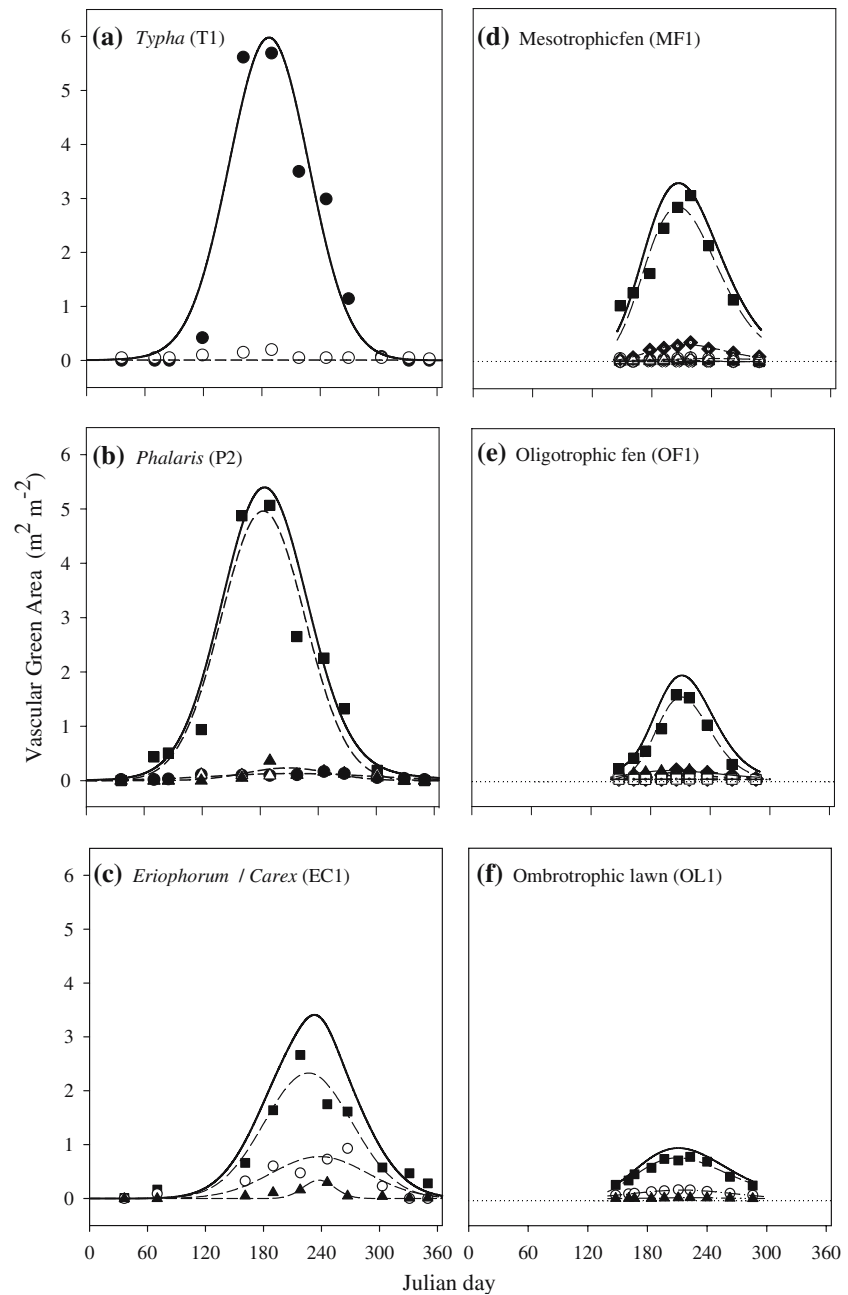 (a) Typha (T1)
6
5
4
3
2
1
0
(d) Mesotrophicfen (MF1)
(b) Phalaris (P2)
6
5
4
3
2
1
0
(e) Oligotrophic fen (OF1)
Vascular Green Area (m² m⁻²)
(c) Eriophorum / Carex (EC1)
6
5
4
3
2
1
0
0 60 120 180 240 300 360
(f) Ombrotrophic lawn (OL1)
0 60 120 180 240 300 360
Julian day